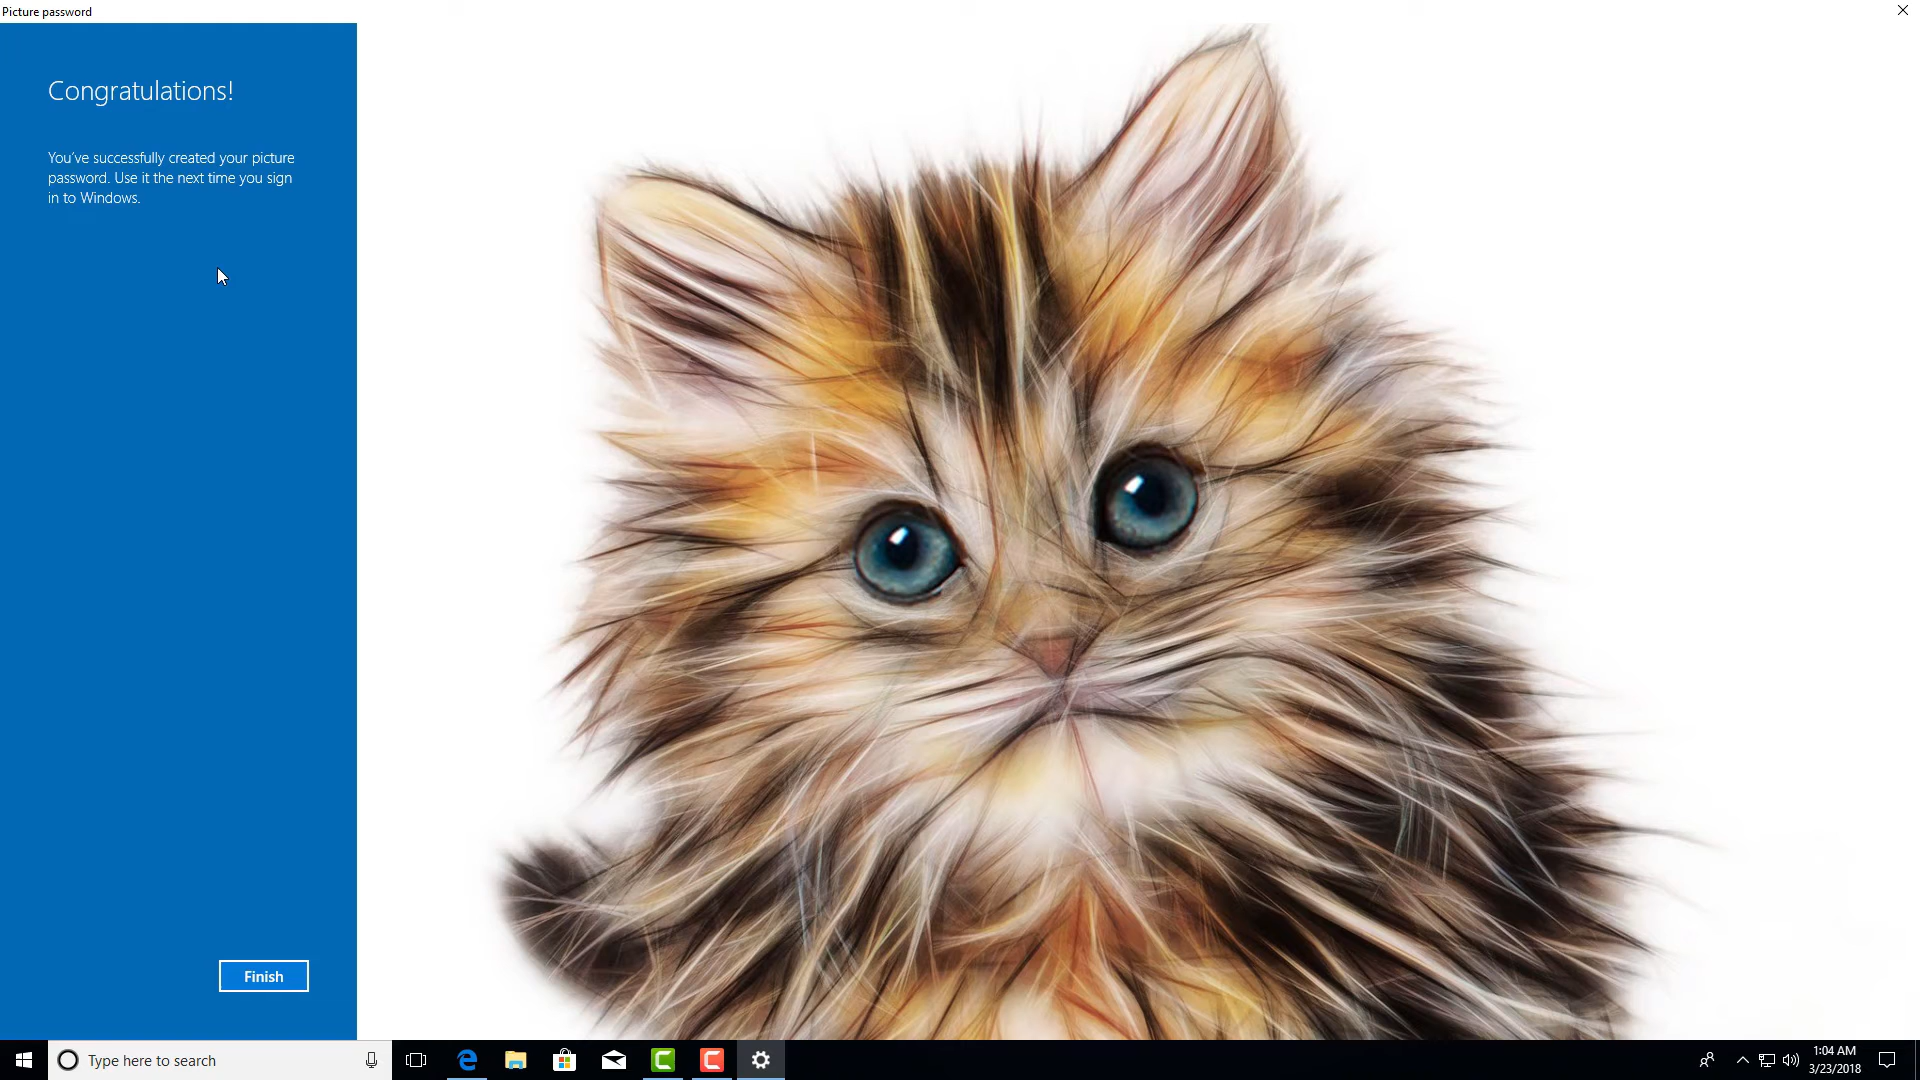 Picture password
Congratulations!
You've successfully created your picture
password. Use it the next time you sign
in to Windows.
Finish
Type here to search
1:04 AM
3/23/2018